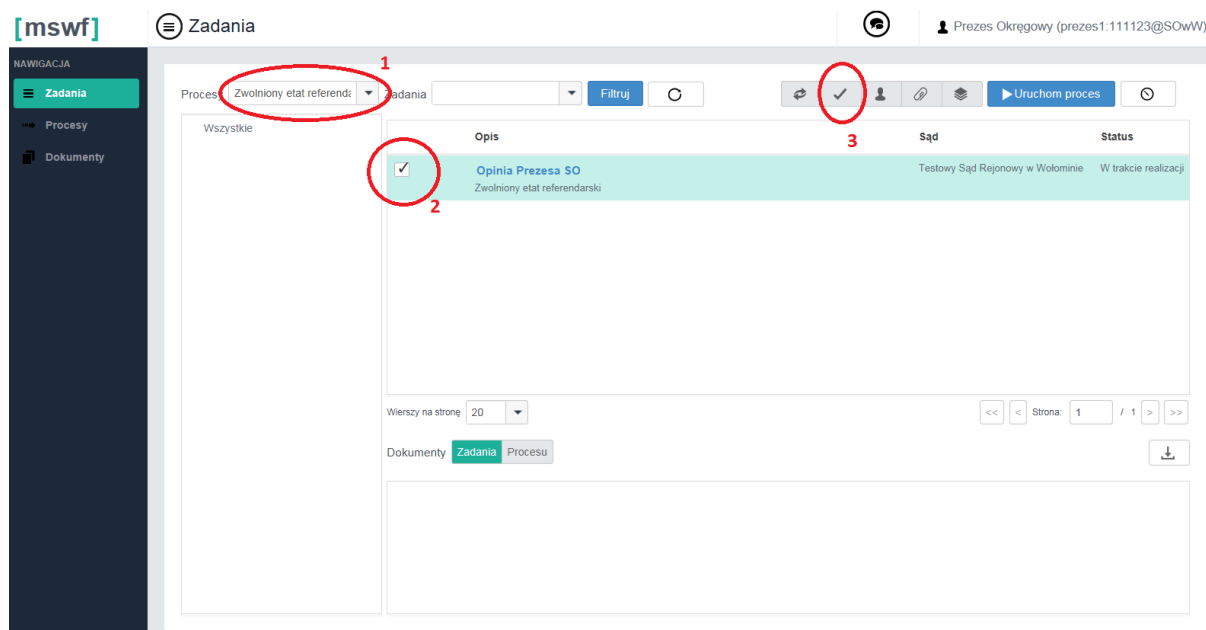 [mswf]
Zadania
Prezes Okręgowy (prezes1:111123@SOwW)
NAWIGACJA
Zadania
Procesy
Dokumenty
1
Procesy
Zwolniony etat referenda
Zadania
Filtruj
Uruchom proces
3
Wszystkie
Opis
Sąd
Status
Opinia Prezesa SO
Zwolniony etat referendarski
Testowy Sąd Rejonowy w Wołominie
W trakcie realizacji
2
Wierszy na stronę
20
<<
<
Strona:
1
/ 1
>
>>
Dokumenty
Zadania
Procesu